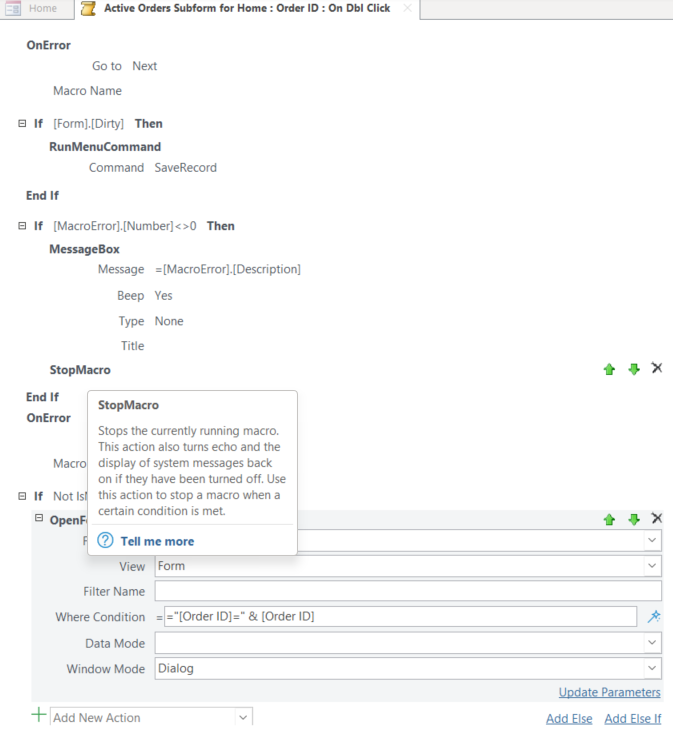 Home
Active Orders Subform for Home : Order ID : On Dbl Click
OnError
Go to Next
Macro Name
If [Form].[Dirty] Then
RunMenuCommand
Command SaveRecord
End If
If [MacroError].[Number]<>0 Then
MessageBox
Message =[MacroError].[Description]
Beep Yes
Type None
Title
StopMacro
End If
OnError
StopMacro
Stops the currently running macro.
This action also turns echo and the
display of system messages back
on if they have been turned off. Use
this action to stop a macro when a
certain condition is met.
Tell me more
Macro
If Not
View Form
Filter Name
Where Condition = ="[Order ID]=" & [Order ID]
Data Mode
Window Mode Dialog
Update Parameters
Add New Action
Add Else Add Else If